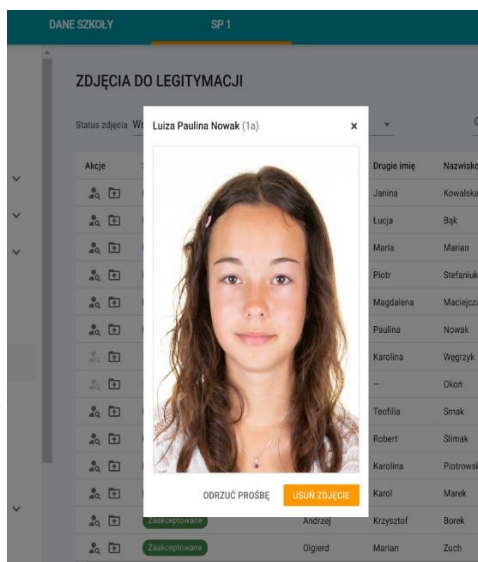 DANE SZKOŁY SP 1
ZDJĘCIA DO LEGITYMACJI
Status zdjęcia
Luiza Paulina Nowak (1a) x
Akcje Drugie imię Nazwisko
Janina Kowalska
Łucja Bąk
Maria Marian
Piotr Stefaniuk
Magdalena
Paulina Nowak
Karolina Węgrzyk
– Okoń
Teofilia Smak
Robert Ślimak
Karolina
ODRZUĆ PROŚBĘ USUŃ ZDJĘCIE
Karol Marek
Zaakceptowane Andrzej Krzysztof Borek
Zaakceptowane Olgierd Marian Zuch